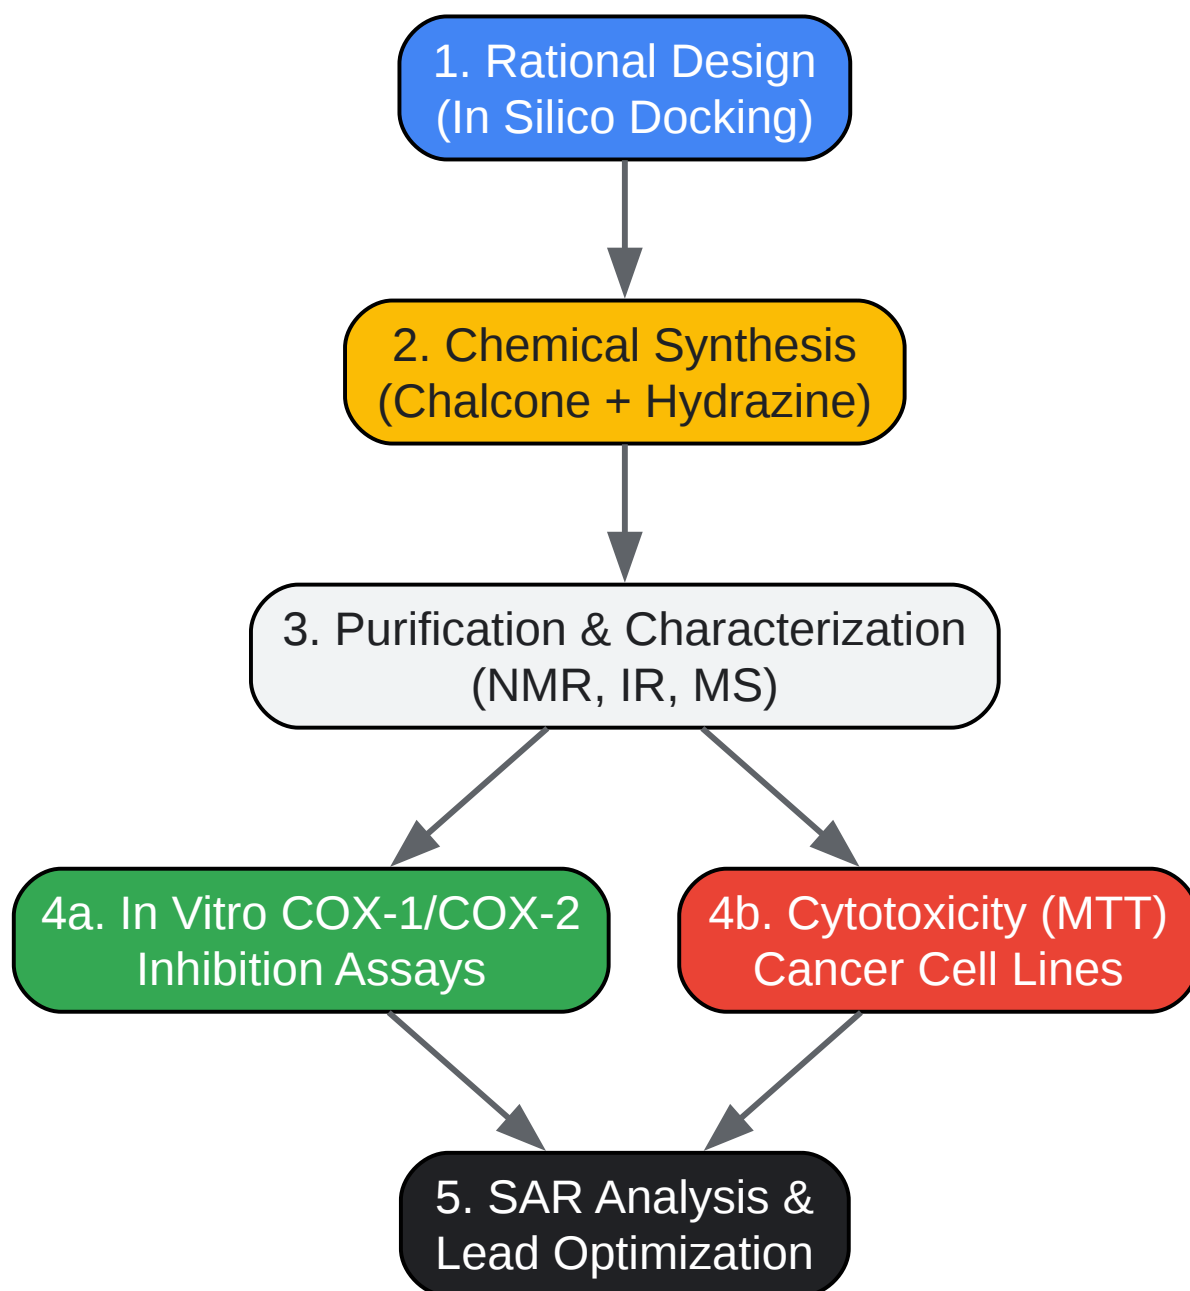 1. Rational Design
(In Silico Docking)
2. Chemical Synthesis
(Chalcone + Hydrazine)
3. Purification & Characterization
(NMR, IR, MS)
4a. In Vitro COX-1/COX-2
Inhibition Assays
4b. Cytotoxicity (MTT)
Cancer Cell Lines
5. SAR Analysis &
Lead Optimization